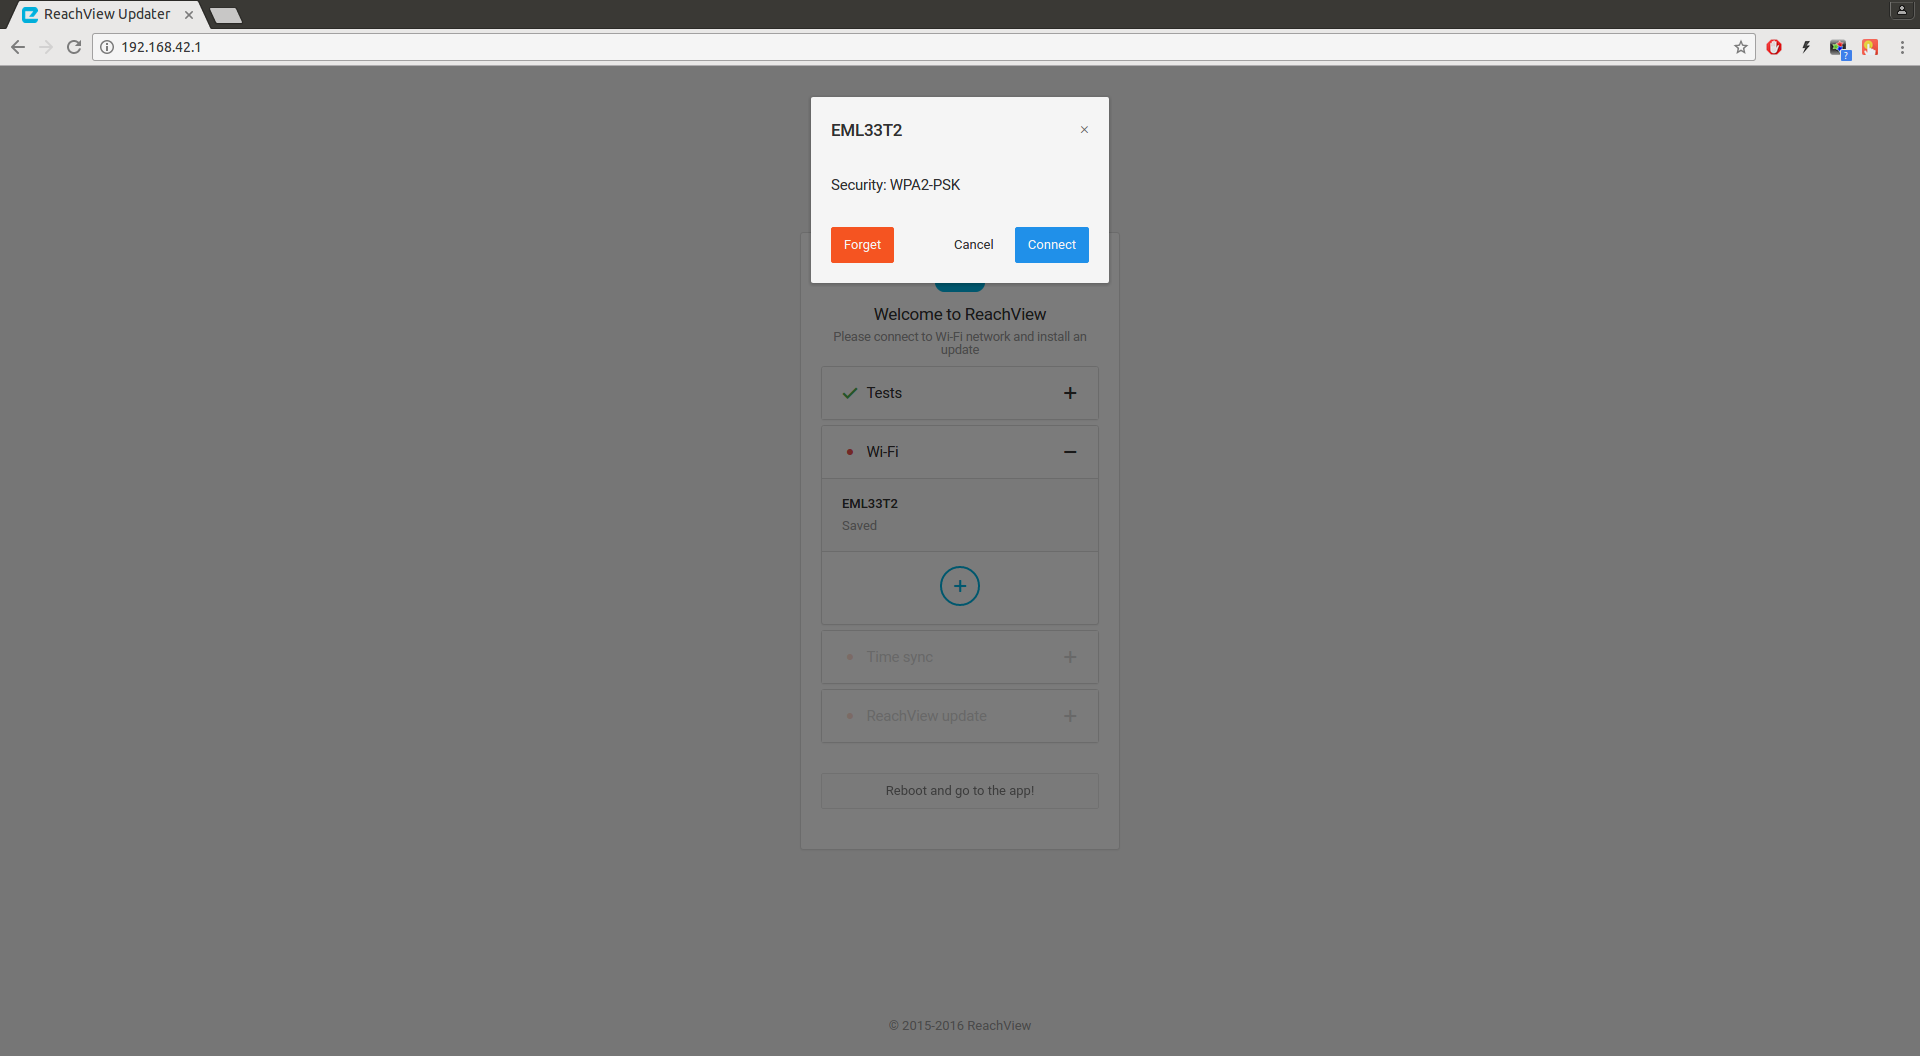 ReachView Updater
192.168.42.1
EML33T2
Security: WPA2-PSK
Forget
Cancel
Connect
Welcome to ReachView
Please connect to Wi-Fi network and install an
update
Tests
Wi-Fi
EML33T2
Saved
Time sync
ReachView update
Reboot and go to the app!
© 2015-2016 ReachView